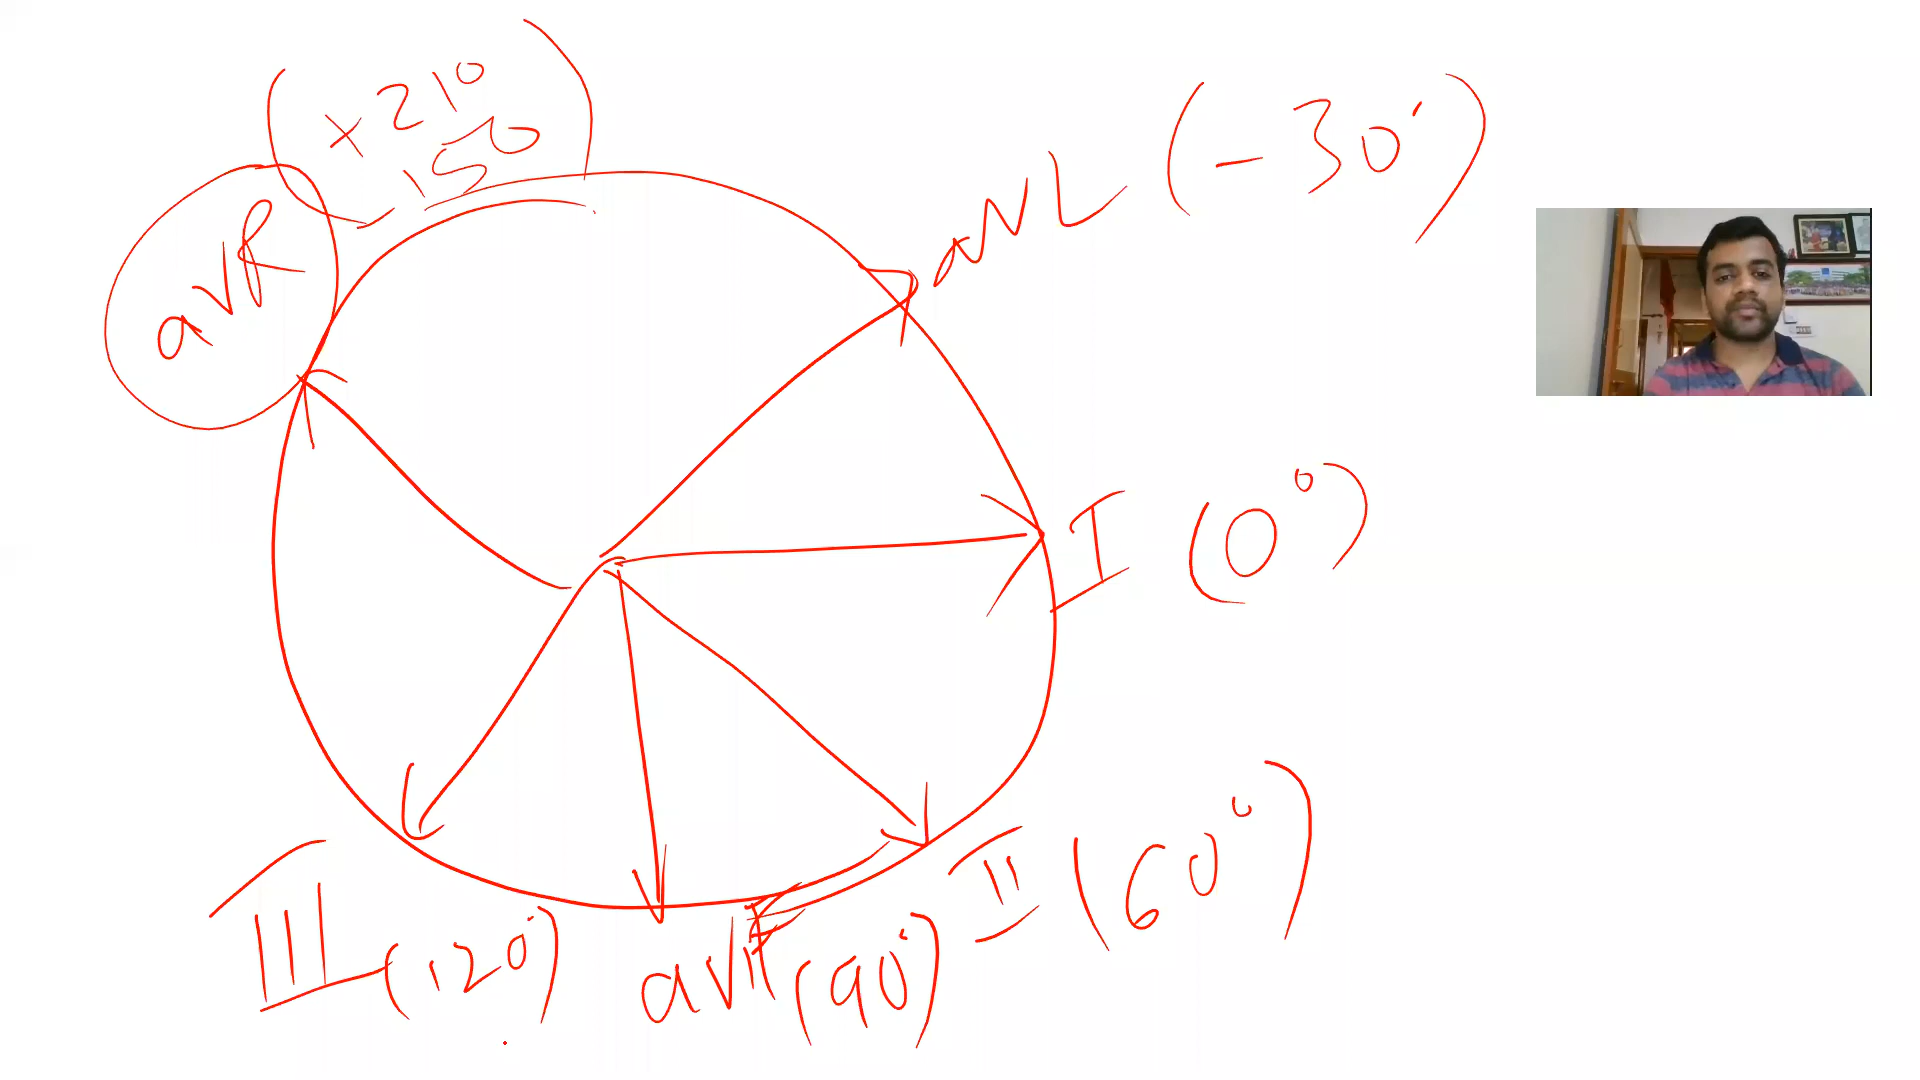 (+210
-150)
aVR
aVL (-30°)
I (0°)
II (60°)
aVF (90°)
III (120°)